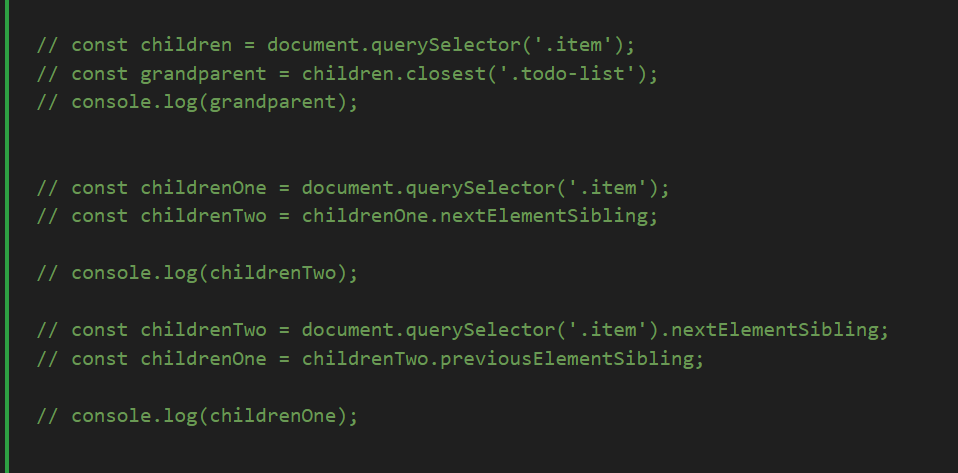 // const children = document.querySelector('.item');
// const grandparent = children.closest('.todo-list');
// console.log(grandparent);
// const childrenOne = document.querySelector('.item');
// const childrenTwo = childrenOne.nextElementSibling;
// console.log(childrenTwo);
// const childrenTwo = document.querySelector('.item').nextElementSibling;
// const childrenOne = childrenTwo.previousElementSibling;
// console.log(childrenOne);